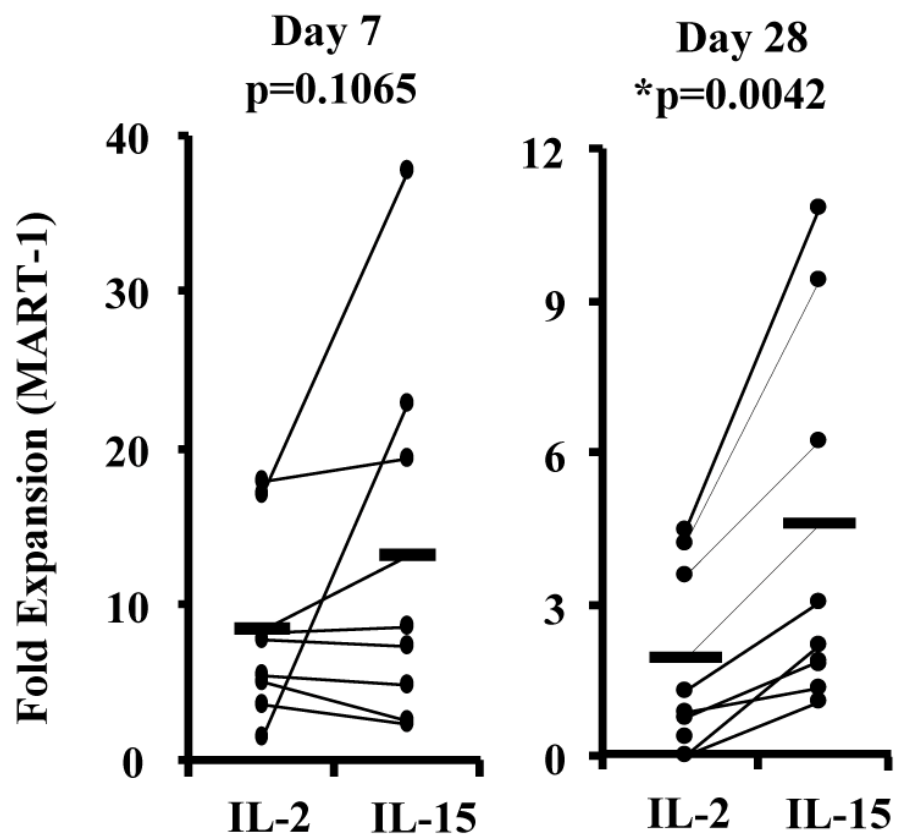 Day 7
p=0.1065
Day 28
*p=0.0042
Fold Expansion (MART-1)
40
30
20
10
0
12
9
6
3
0
IL-2 IL-15
IL-2 IL-15